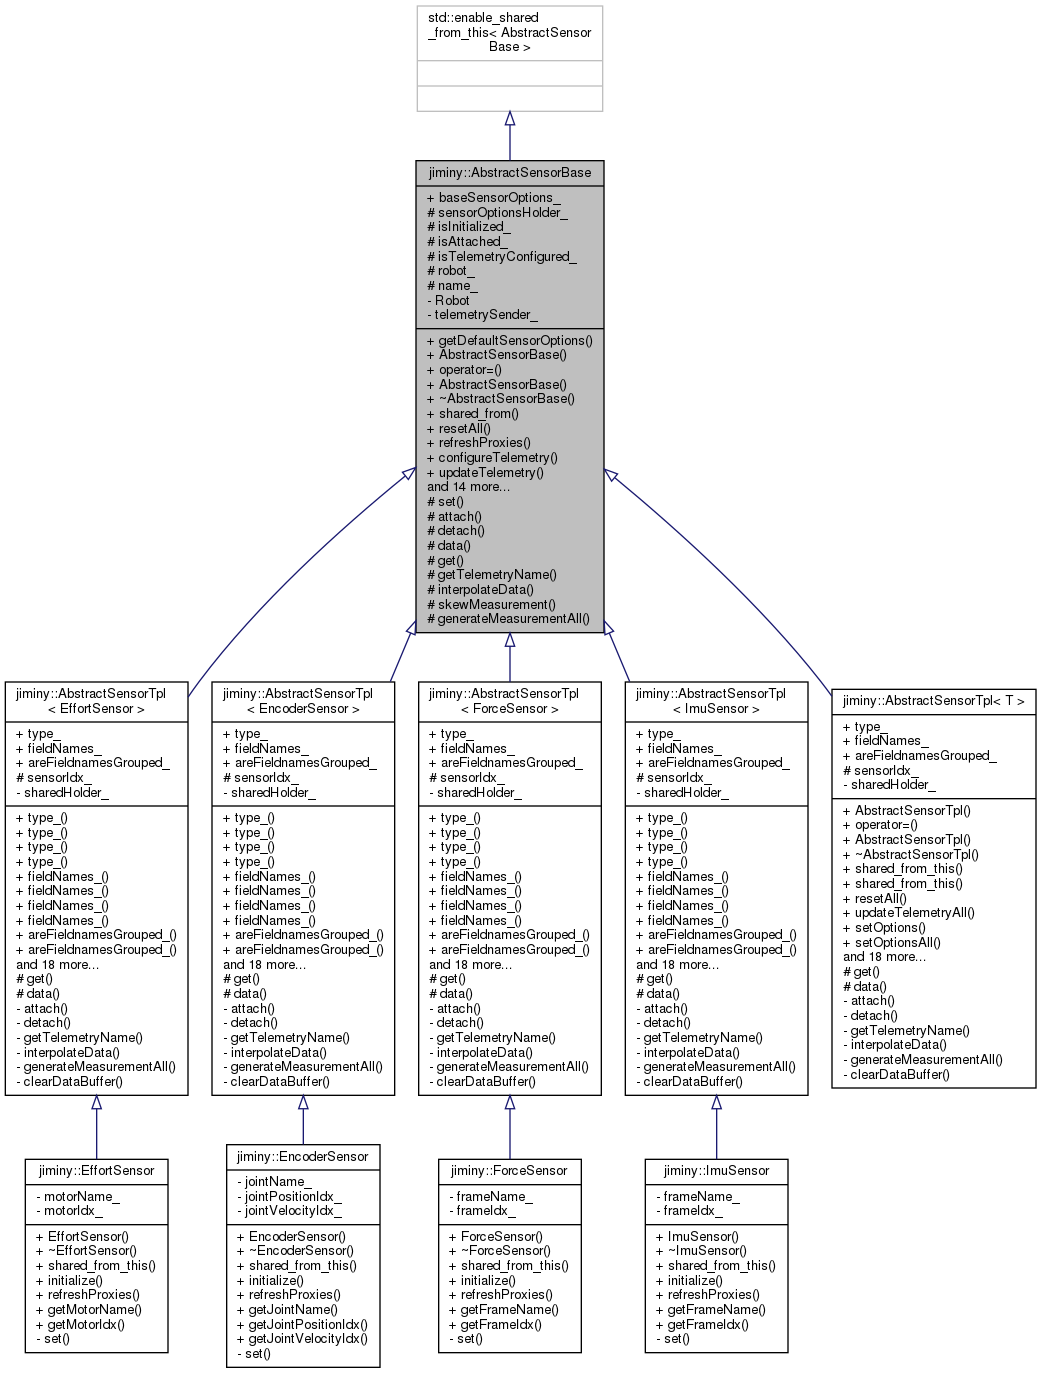 std::enable_shared
_from_this< AbstractSensor
Base >
jiminy::AbstractSensorBase
+ baseSensorOptions_
# sensorOptionsHolder_
# isInitialized_
# isAttached_
# isTelemetryConfigured_
# robot_
# name_
- Robot
- telemetrySender_
+ getDefaultSensorOptions()
+ AbstractSensorBase()
+ operator=()
+ AbstractSensorBase()
+ ~AbstractSensorBase()
+ shared_from()
+ resetAll()
+ refreshProxies()
+ configureTelemetry()
+ updateTelemetry()
and 14 more...
# set()
# attach()
# detach()
# data()
# get()
# getTelemetryName()
# interpolateData()
# skewMeasurement()
# generateMeasurementAll()
jiminy::AbstractSensorTpl
< EffortSensor >
+ type_
+ fieldNames_
+ areFieldnamesGrouped_
# sensorIdx_
- sharedHolder_
+ type_()
+ type_()
+ type_()
+ type_()
+ fieldNames_()
+ fieldNames_()
+ fieldNames_()
+ fieldNames_()
+ areFieldnamesGrouped_()
+ areFieldnamesGrouped_()
and 18 more...
# get()
# data()
- attach()
- detach()
- getTelemetryName()
- interpolateData()
- generateMeasurementAll()
- clearDataBuffer()
jiminy::AbstractSensorTpl
< EncoderSensor >
+ type_
+ fieldNames_
+ areFieldnamesGrouped_
# sensorIdx_
- sharedHolder_
+ type_()
+ type_()
+ type_()
+ type_()
+ fieldNames_()
+ fieldNames_()
+ fieldNames_()
+ fieldNames_()
+ areFieldnamesGrouped_()
+ areFieldnamesGrouped_()
and 18 more...
# get()
# data()
- attach()
- detach()
- getTelemetryName()
- interpolateData()
- generateMeasurementAll()
- clearDataBuffer()
jiminy::AbstractSensorTpl
< ForceSensor >
+ type_
+ fieldNames_
+ areFieldnamesGrouped_
# sensorIdx_
- sharedHolder_
+ type_()
+ type_()
+ type_()
+ type_()
+ fieldNames_()
+ fieldNames_()
+ fieldNames_()
+ fieldNames_()
+ areFieldnamesGrouped_()
+ areFieldnamesGrouped_()
and 18 more...
# get()
# data()
- attach()
- detach()
- getTelemetryName()
- interpolateData()
- generateMeasurementAll()
- clearDataBuffer()
jiminy::AbstractSensorTpl
< ImuSensor >
+ type_
+ fieldNames_
+ areFieldnamesGrouped_
# sensorIdx_
- sharedHolder_
+ type_()
+ type_()
+ type_()
+ type_()
+ fieldNames_()
+ fieldNames_()
+ fieldNames_()
+ fieldNames_()
+ areFieldnamesGrouped_()
+ areFieldnamesGrouped_()
and 18 more...
# get()
# data()
- attach()
- detach()
- getTelemetryName()
- interpolateData()
- generateMeasurementAll()
- clearDataBuffer()
jiminy::AbstractSensorTpl< T >
+ type_
+ fieldNames_
+ areFieldnamesGrouped_
# sensorIdx_
- sharedHolder_
+ AbstractSensorTpl()
+ operator=()
+ AbstractSensorTpl()
+ ~AbstractSensorTpl()
+ shared_from_this()
+ shared_from_this()
+ resetAll()
+ updateTelemetryAll()
+ setOptions()
+ setOptionsAll()
and 18 more...
# get()
# data()
- attach()
- detach()
- getTelemetryName()
- interpolateData()
- generateMeasurementAll()
- clearDataBuffer()
jiminy::EffortSensor
- motorName_
- motorIdx_
+ EffortSensor()
+ ~EffortSensor()
+ shared_from_this()
+ initialize()
+ refreshProxies()
+ getMotorName()
+ getMotorIdx()
- set()
jiminy::EncoderSensor
- jointName_
- jointPositionIdx_
- jointVelocityIdx_
+ EncoderSensor()
+ ~EncoderSensor()
+ shared_from_this()
+ initialize()
+ refreshProxies()
+ getJointName()
+ getJointPositionIdx()
+ getJointVelocityIdx()
- set()
jiminy::ForceSensor
- frameName_
- frameIdx_
+ ForceSensor()
+ ~ForceSensor()
+ shared_from_this()
+ initialize()
+ refreshProxies()
+ getFrameName()
+ getFrameIdx()
- set()
jiminy::ImuSensor
- frameName_
- frameIdx_
+ ImuSensor()
+ ~ImuSensor()
+ shared_from_this()
+ initialize()
+ refreshProxies()
+ getFrameName()
+ getFrameIdx()
- set()